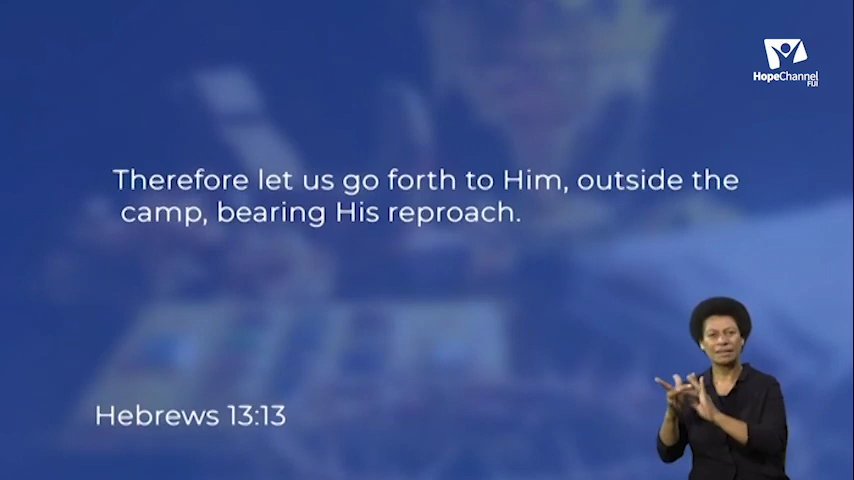 HopeChannel
FIJI
Therefore let us go forth to Him, outside the
camp, bearing His reproach.
Hebrews 13:13